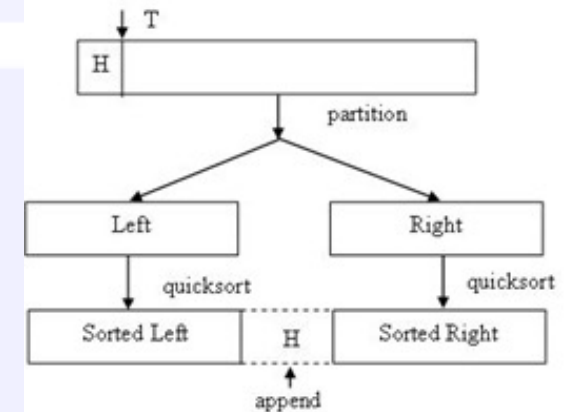 T
H
partition
Left Right
quicksort quicksort
Sorted Left H Sorted Right
append